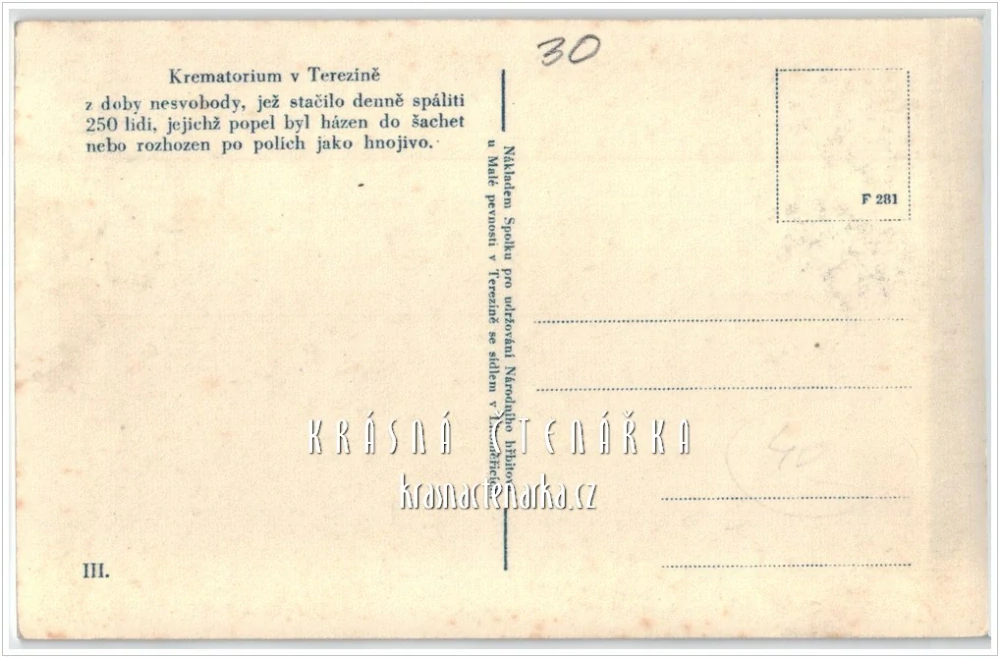 30
Krematorium v Terezíně
z doby nesvobody, jež stačilo denně spáliti
250 lidi, jejichž popel byl házen do šachet
nebo rozhozen po polích jako hnojivo.
Nákladem Spolku pro udržování Národního hřbitov
u Malé pevnosti v Terezíně se sídlem v
F 281
KRÁSNÁ ČTENÁŘKA
krasnactenarka.cz
40
III.